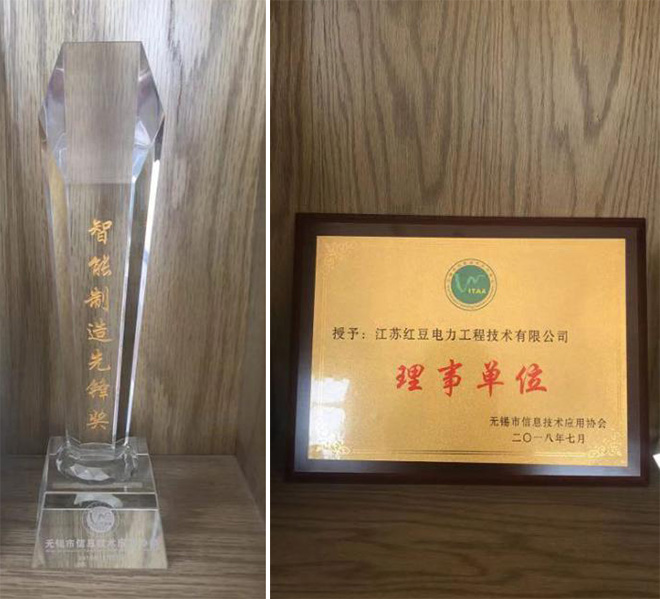 智能制造先锋奖
无锡市信息技术应用协会
ITAA
授予：江苏红豆电力工程技术有限公司
理事单位
无锡市信息技术应用协会
二〇一八年七月